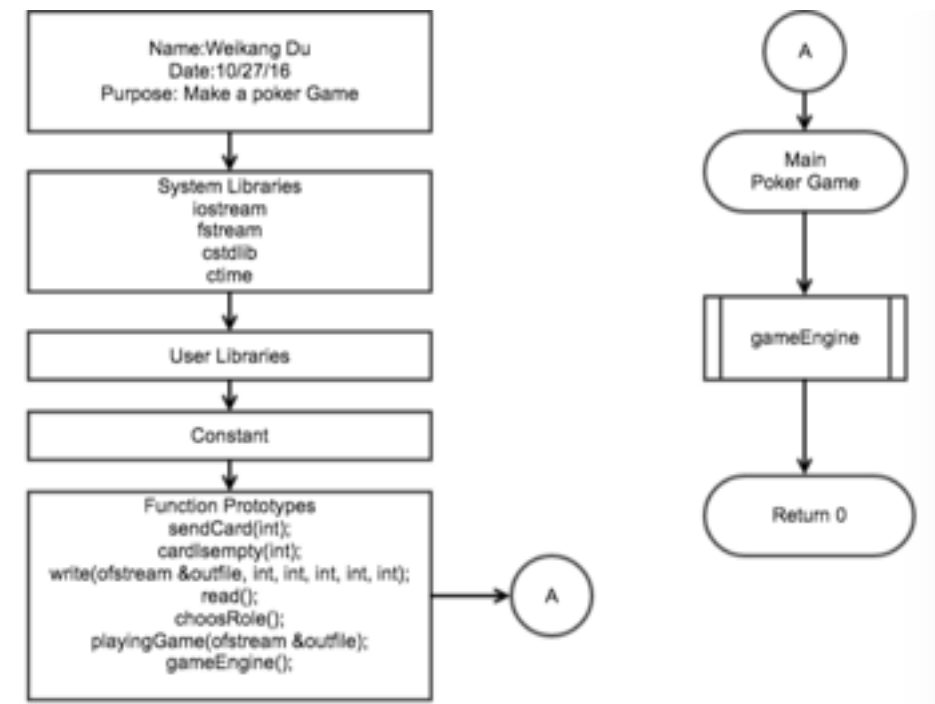 Name:Weikang Du
Date:10/27/16
Purpose: Make a poker Game
System Libraries
iostream
fstream
cstdlib
ctime
User Libraries
Constant
Function Prototypes
sendCard(int);
cardIsempty(int);
write(ofstream &outfile, int, int, int, int, int);
read();
choosRole();
playingGame(ofstream &outfile);
gameEngine();
A
A
Main
Poker Game
gameEngine
Return 0